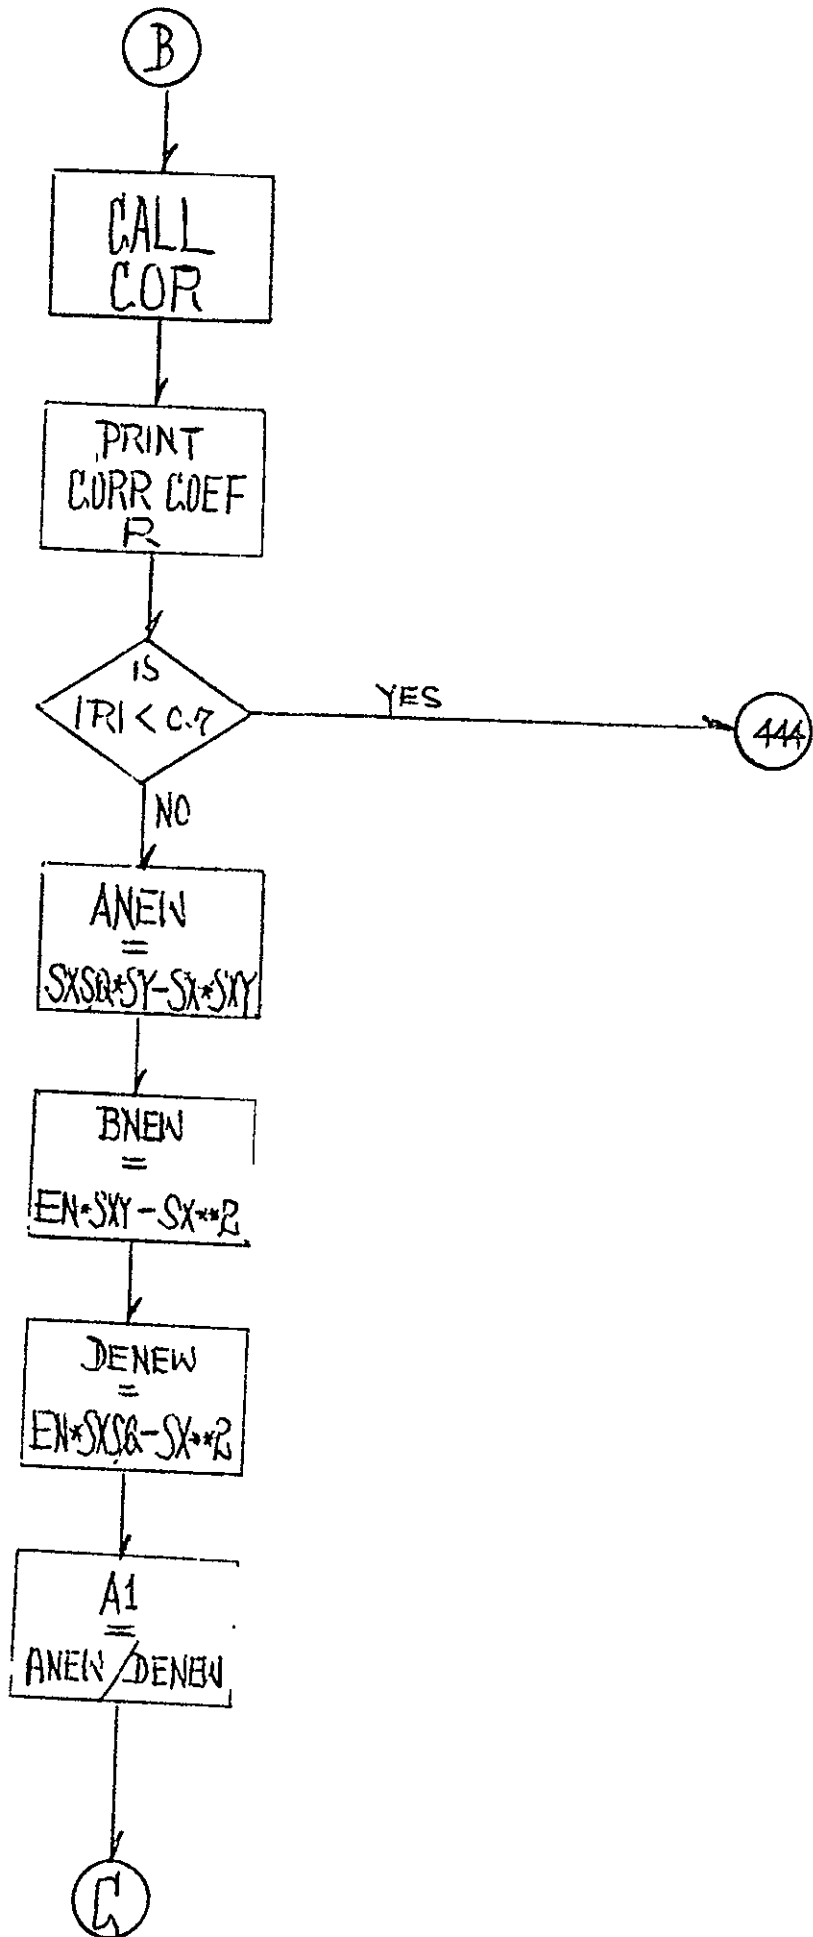 B
CALL
COR
PRINT
CORR COEF
R
IS
|R| < 0.7
YES
444
NO
ANEW
=
SXSQ*SY-SX*SXY
BNEW
=
EN*SXY-SX**2
DENEW
=
EN*SXSQ-SX**2
A1
=
ANEW/DENEW
C